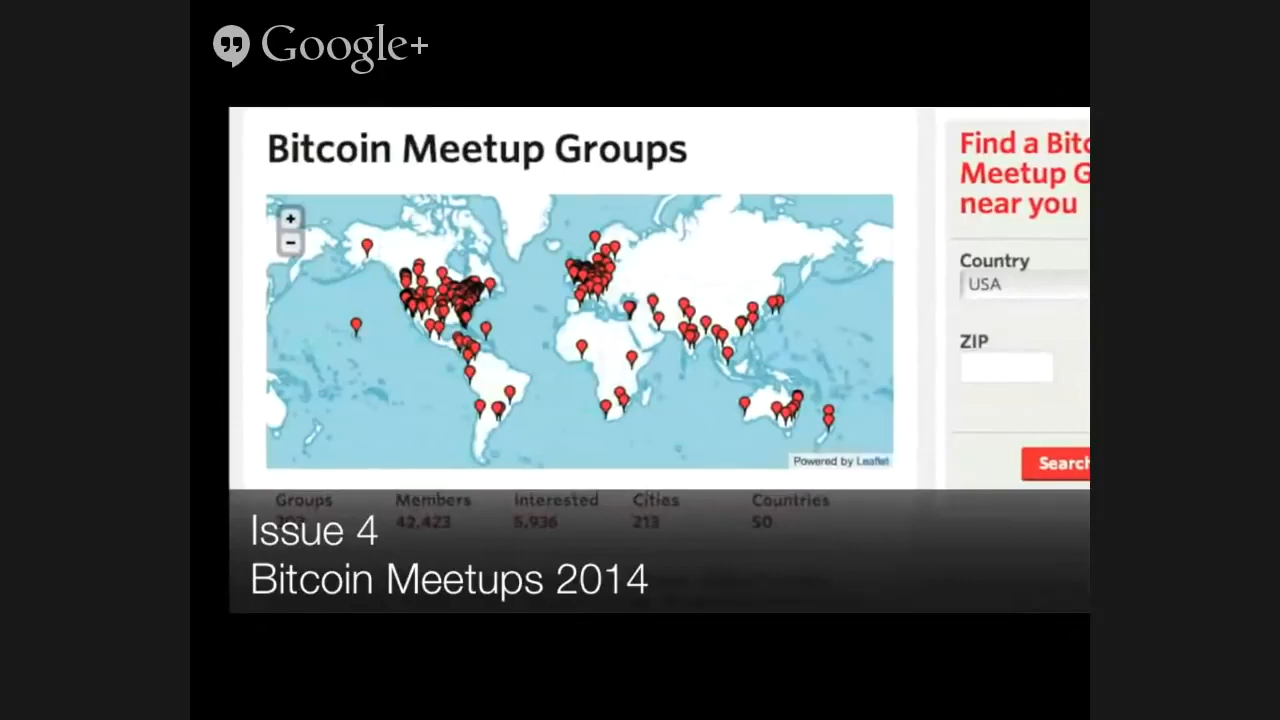 Google+
Bitcoin Meetup Groups
+
−
Powered by Leaflet
Find a Bitc
Meetup G
near you
Country
USA
ZIP
Search
Groups Members Interested Cities Countries
42,423 5,936 213 50
Issue 4
Bitcoin Meetups 2014